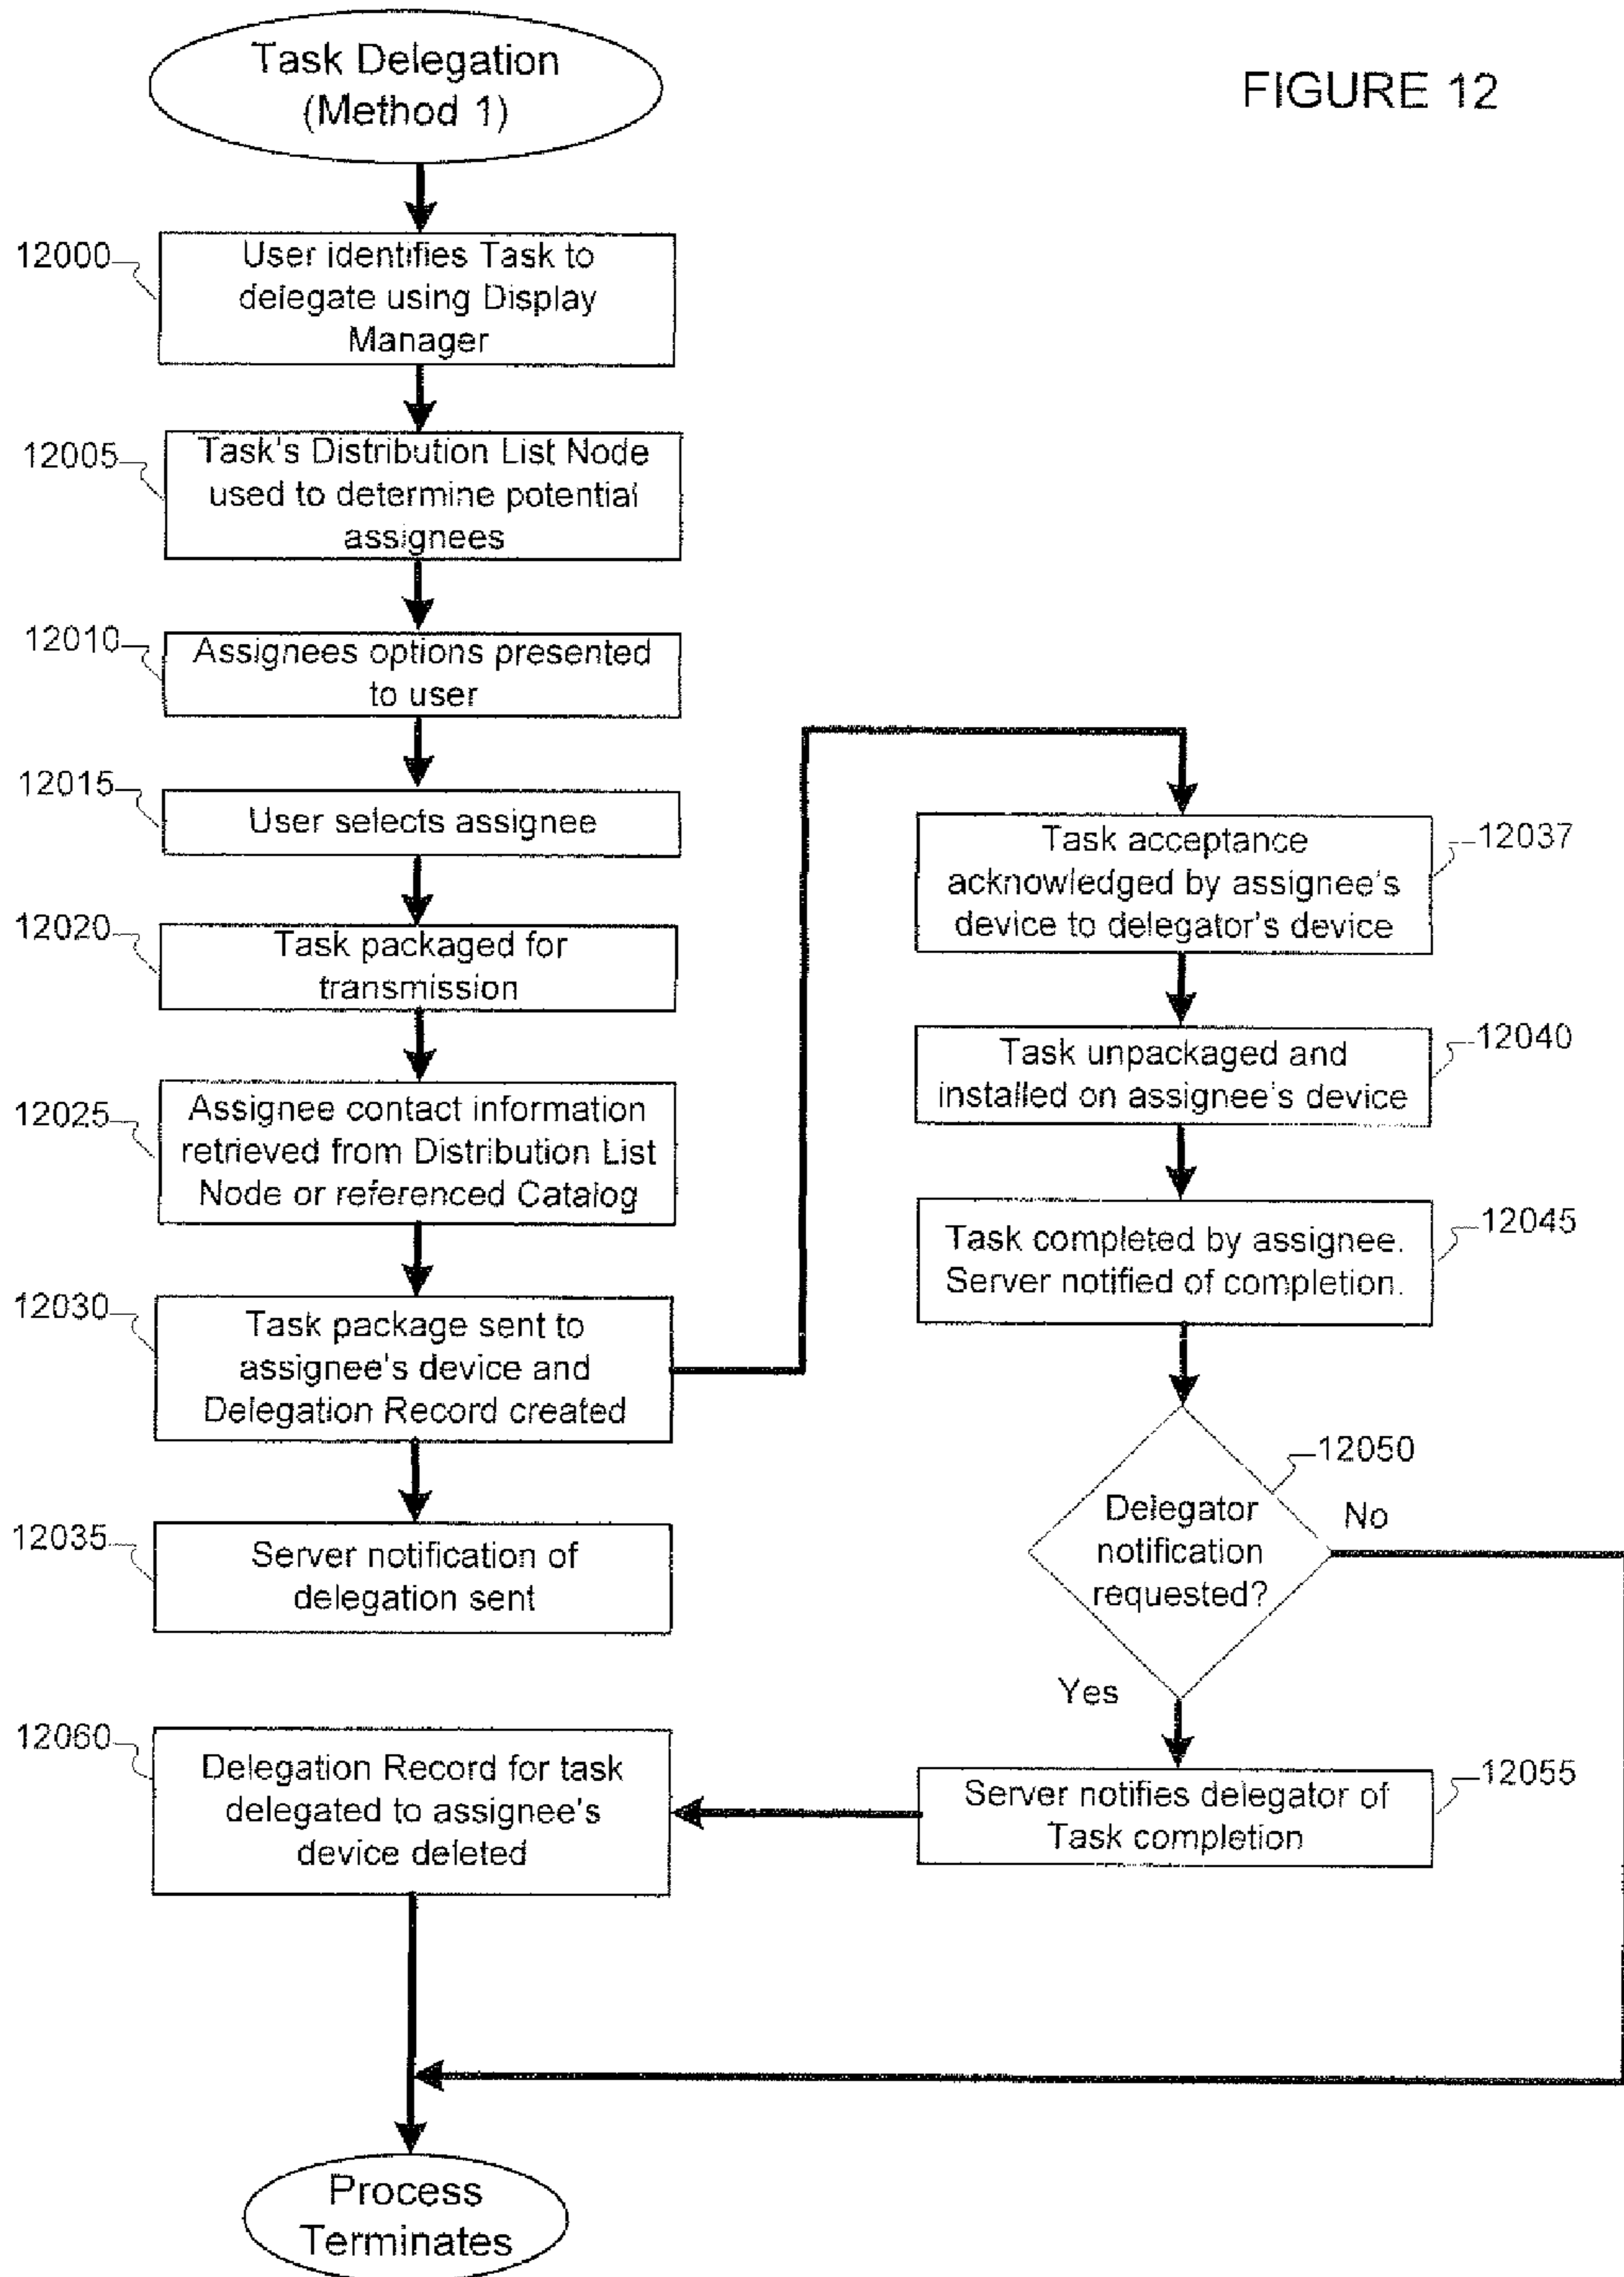 FIGURE 12
Task Delegation
(Method 1)
12000
User identifies Task to
delegate using Display
Manager
12005
Task's Distribution List Node
used to determine potential
assignees
12010
Assignees options presented
to user
12015
User selects assignee
12020
Task packaged for
transmission
12025
Assignee contact information
retrieved from Distribution List
Node or referenced Catalog
12030
Task package sent to
assignee's device and
Delegation Record created
12035
Server notification of
delegation sent
12037
Task acceptance
acknowledged by assignee's
device to delegator's device
12040
Task unpackaged and
installed on assignee's device
12045
Task completed by assignee.
Server notified of completion.
12050
Delegator
notification
requested?
No
Yes
12055
Server notifies delegator of
Task completion
12060
Delegation Record for task
delegated to assignee's
device deleted
Process
Terminates